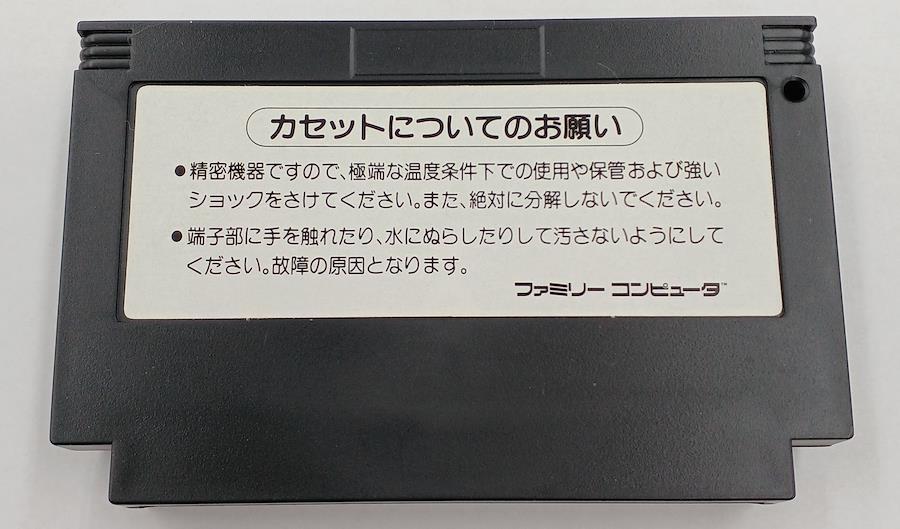 カセットについてのお願い
●精密機器ですので、極端な温度条件下での使用や保管および強い
ショックをさけてください。また、絶対に分解しないでください。
●端子部に手を触れたり、水にぬらしたりして汚さないようにして
ください。故障の原因となります。
ファミリー コンピュータ™